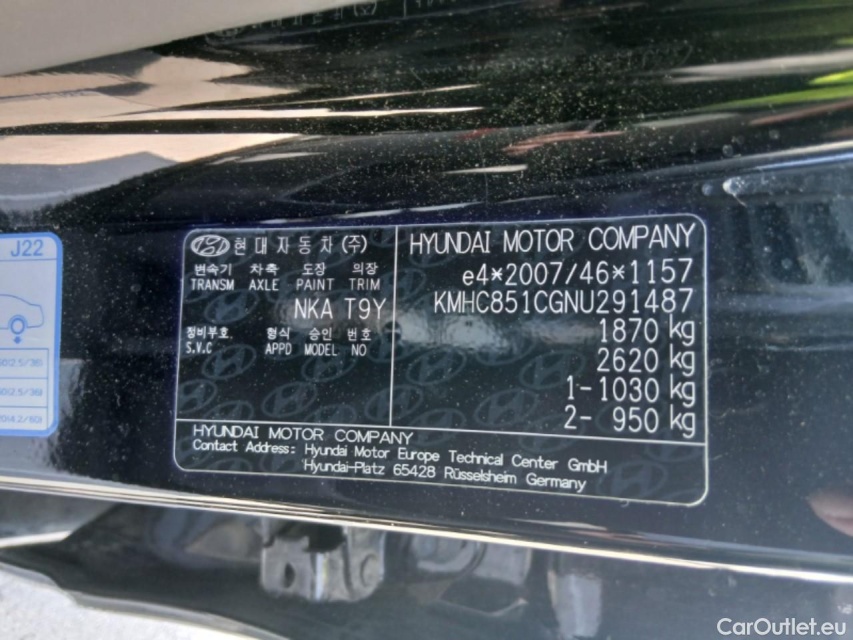 J22
현대자동차(주)
변속기 차축 도장 의장
TRANSM AXLE PAINT TRIM
NKA T9Y
정비부호 형식 승인 번호
S.V.C APPD MODEL NO
HYUNDAI MOTOR COMPANY
e4*2007/46*1157
KMHC851CGNU291487
1870 kg
2620 kg
1- 1030 kg
2- 950 kg
HYUNDAI MOTOR COMPANY
Contact Address: Hyundai Motor Europe Technical Center GmbH
Hyundai-Platz 65428 Rüsselsheim Germany
CarOutlet.eu